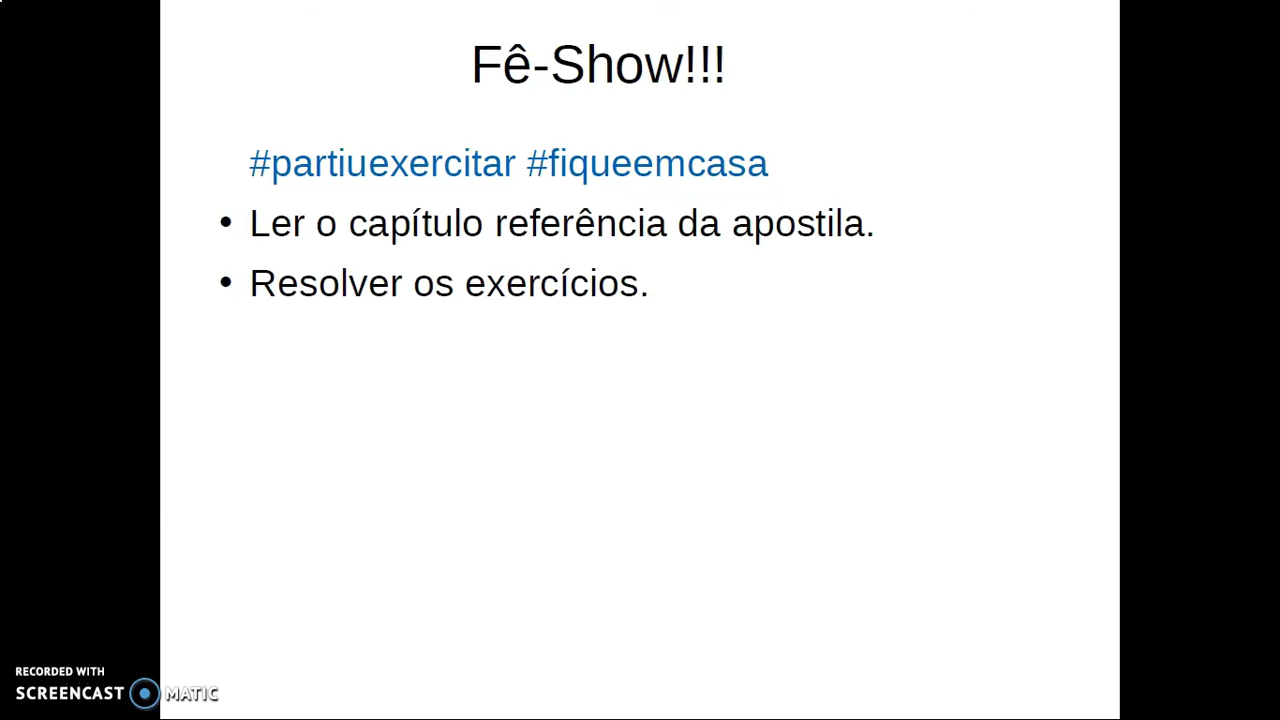 Fê-Show!!!
#partiuexercitar #fiqueemcasa
• Ler o capítulo referência da apostila.
• Resolver os exercícios.
RECORDED WITH
SCREENCAST MATIC